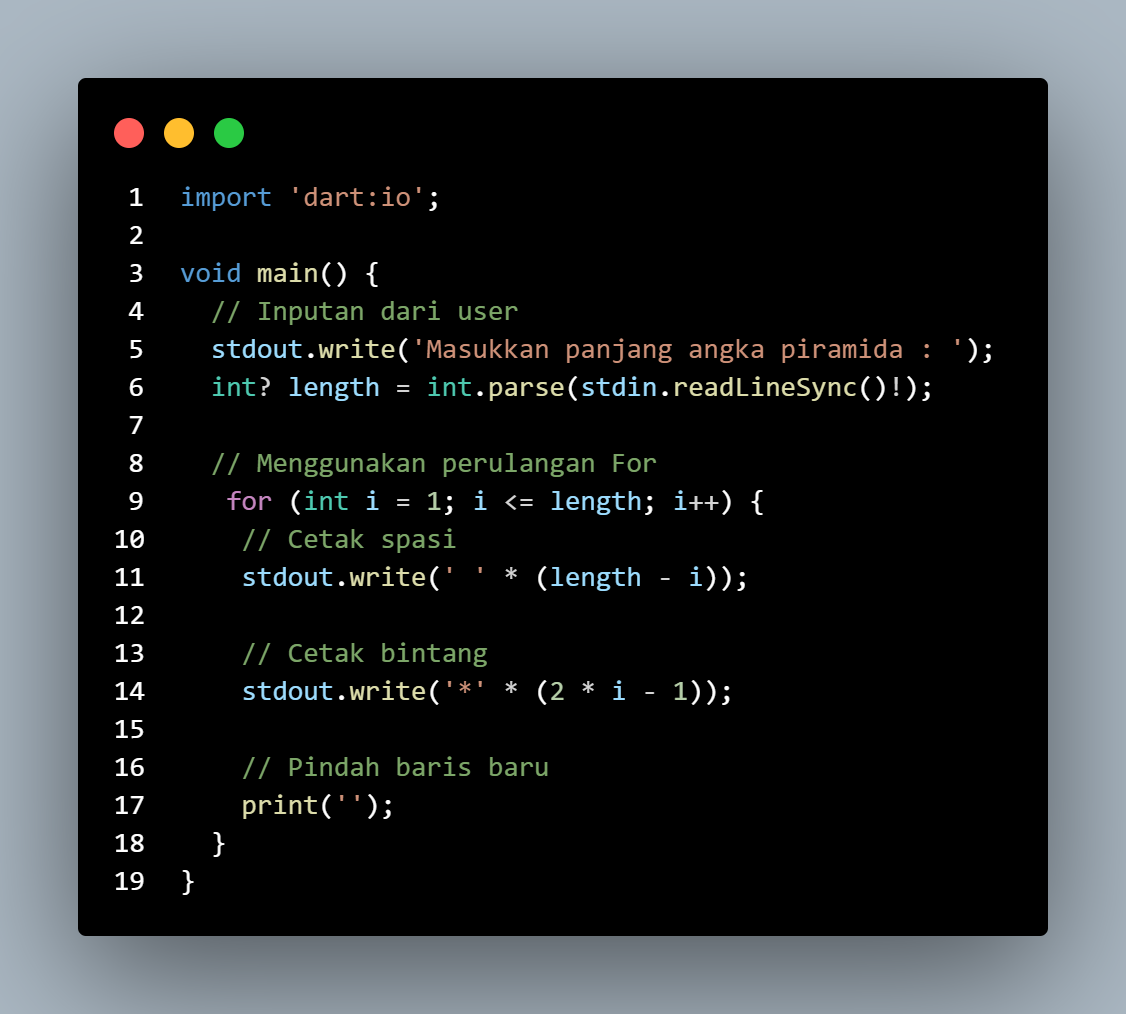 1 import 'dart:io';
2
3 void main() {
4   // Inputan dari user
5   stdout.write('Masukkan panjang angka piramida : ');
6   int? length = int.parse(stdin.readLineSync()!);
7
8   // Menggunakan perulangan For
9    for (int i = 1; i <= length; i++) {
10     // Cetak spasi
11     stdout.write(' ' * (length - i));
12
13     // Cetak bintang
14     stdout.write('*' * (2 * i - 1));
15
16     // Pindah baris baru
17     print('');
18   }
19 }